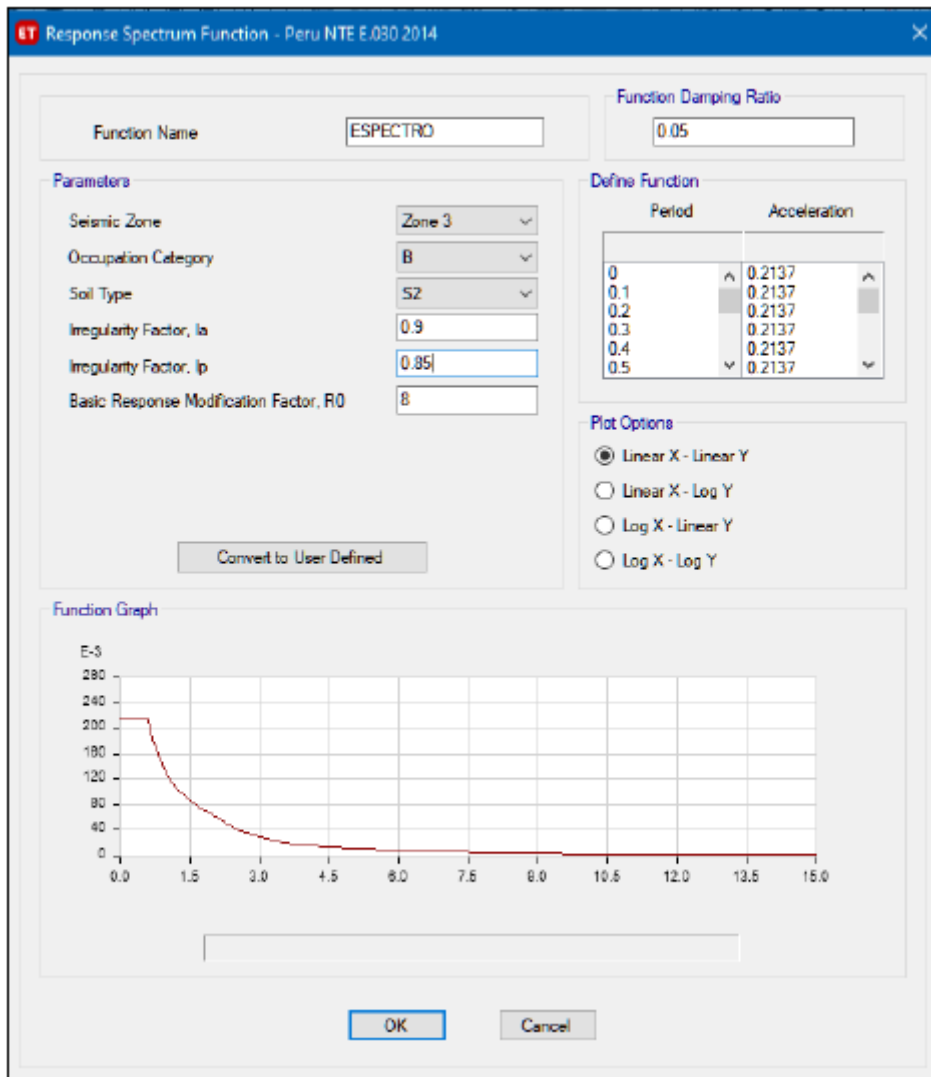 ET Response Spectrum Function - Peru NTE E.030 2014
Function Name ESPECTRO
Function Damping Ratio
0.05
Parameters
Seismic Zone Zone 3
Occupation Category B
Soil Type S2
Irregularity Factor, Ia 0.9
Irregularity Factor, Ip 0.85
Basic Response Modification Factor, R0 8
Convert to User Defined
Define Function
Period Acceleration
0 0.2137
0.1 0.2137
0.2 0.2137
0.3 0.2137
0.4 0.2137
0.5 0.2137
Plot Options
Linear X - Linear Y
Linear X - Log Y
Log X - Linear Y
Log X - Log Y
Function Graph
E-3
280
240
200
160
120
80
40
0
0.0 1.5 3.0 4.5 6.0 7.5 9.0 10.5 12.0 13.5 15.0
OK Cancel